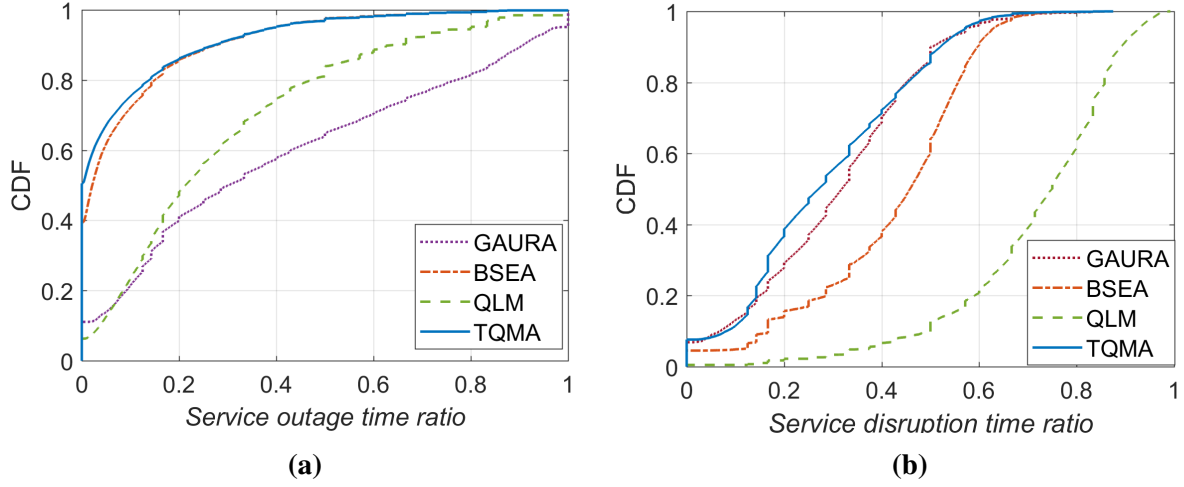 1
0.8
0.6
0.4
0.2
0
CDF
0 0.2 0.4 0.6 0.8 1
Service outage time ratio
GAURA
BSEA
QLM
TQMA
(a)
1
0.8
0.6
0.4
0.2
0
CDF
0 0.2 0.4 0.6 0.8 1
Service disruption time ratio
GAURA
BSEA
QLM
TQMA
(b)